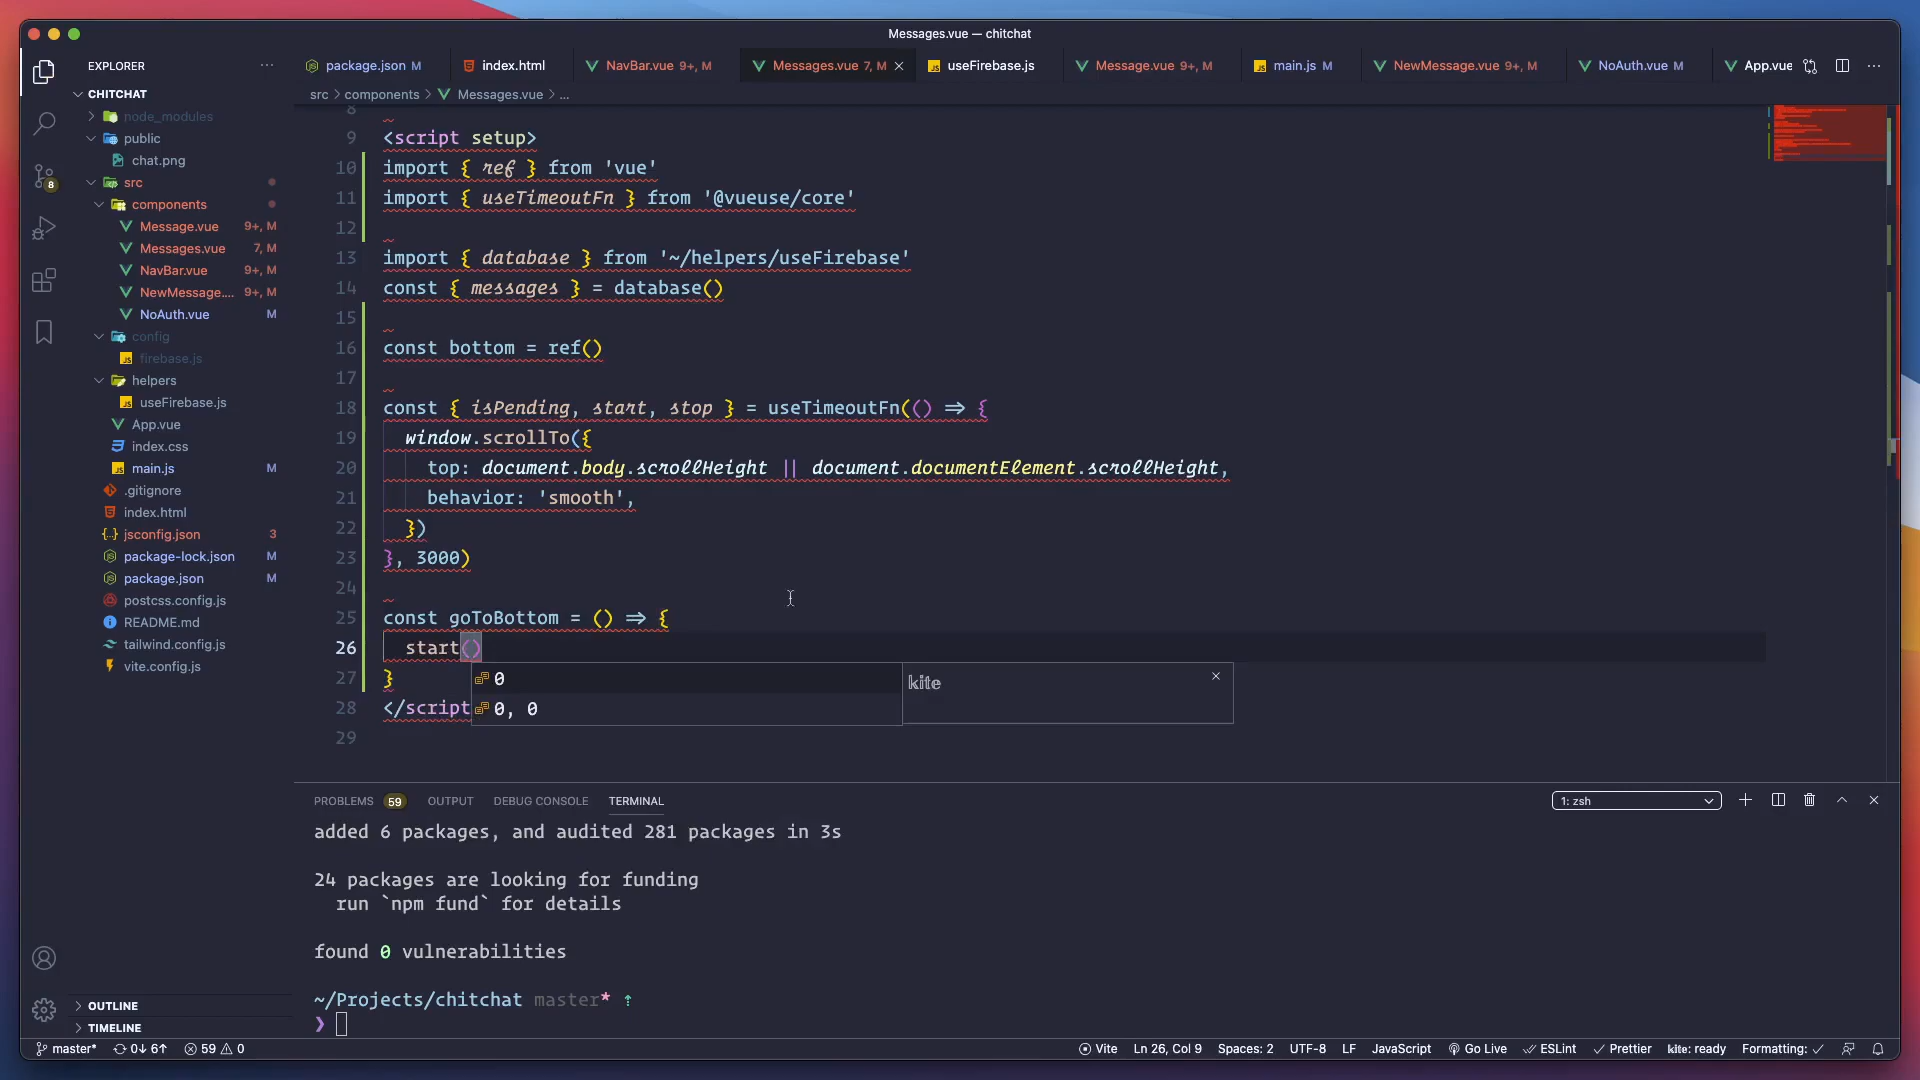 Messages.vue — chitchat
EXPLORER
package.json M
index.html
NavBar.vue 9+, M
Messages.vue 7, M
useFirebase.js
Message.vue 9+, M
main.js M
NewMessage.vue 9+, M
NoAuth.vue M
App.vue
src > components > Messages.vue > ...
CHITCHAT
node_modules
public
chat.png
src
components
Message.vue 9+, M
Messages.vue 7, M
NavBar.vue 9+, M
NewMessage.... 9+, M
NoAuth.vue M
config
firebase.js
helpers
useFirebase.js
App.vue
index.css
main.js M
.gitignore
index.html
jsconfig.json 3
package-lock.json M
package.json M
postcss.config.js
README.md
tailwind.config.js
vite.config.js
OUTLINE
TIMELINE
8
8
9 <script setup>
10 import { ref } from 'vue'
11 import { useTimeoutFn } from '@vueuse/core'
12
13 import { database } from '~/helpers/useFirebase'
14 const { messages } = database()
15
16 const bottom = ref()
17
18 const { isPending, start, stop } = useTimeoutFn(() => {
19 window.scrollTo({
20 top: document.body.scrollHeight || document.documentElement.scrollHeight,
21 behavior: 'smooth',
22 })
23 }, 3000)
24
25 const goToBottom = () => {
26 start()
27 }
28 </script
29
0
0, 0
kite
PROBLEMS 59 OUTPUT DEBUG CONSOLE TERMINAL
1: zsh
added 6 packages, and audited 281 packages in 3s
24 packages are looking for funding
run `npm fund` for details
found 0 vulnerabilities
~/Projects/chitchat master* ↑
❯
master* 0↓ 6↑ 59 0
Vite Ln 26, Col 9 Spaces: 2 UTF-8 LF JavaScript Go Live ESLint Prettier kite: ready Formatting: ✓